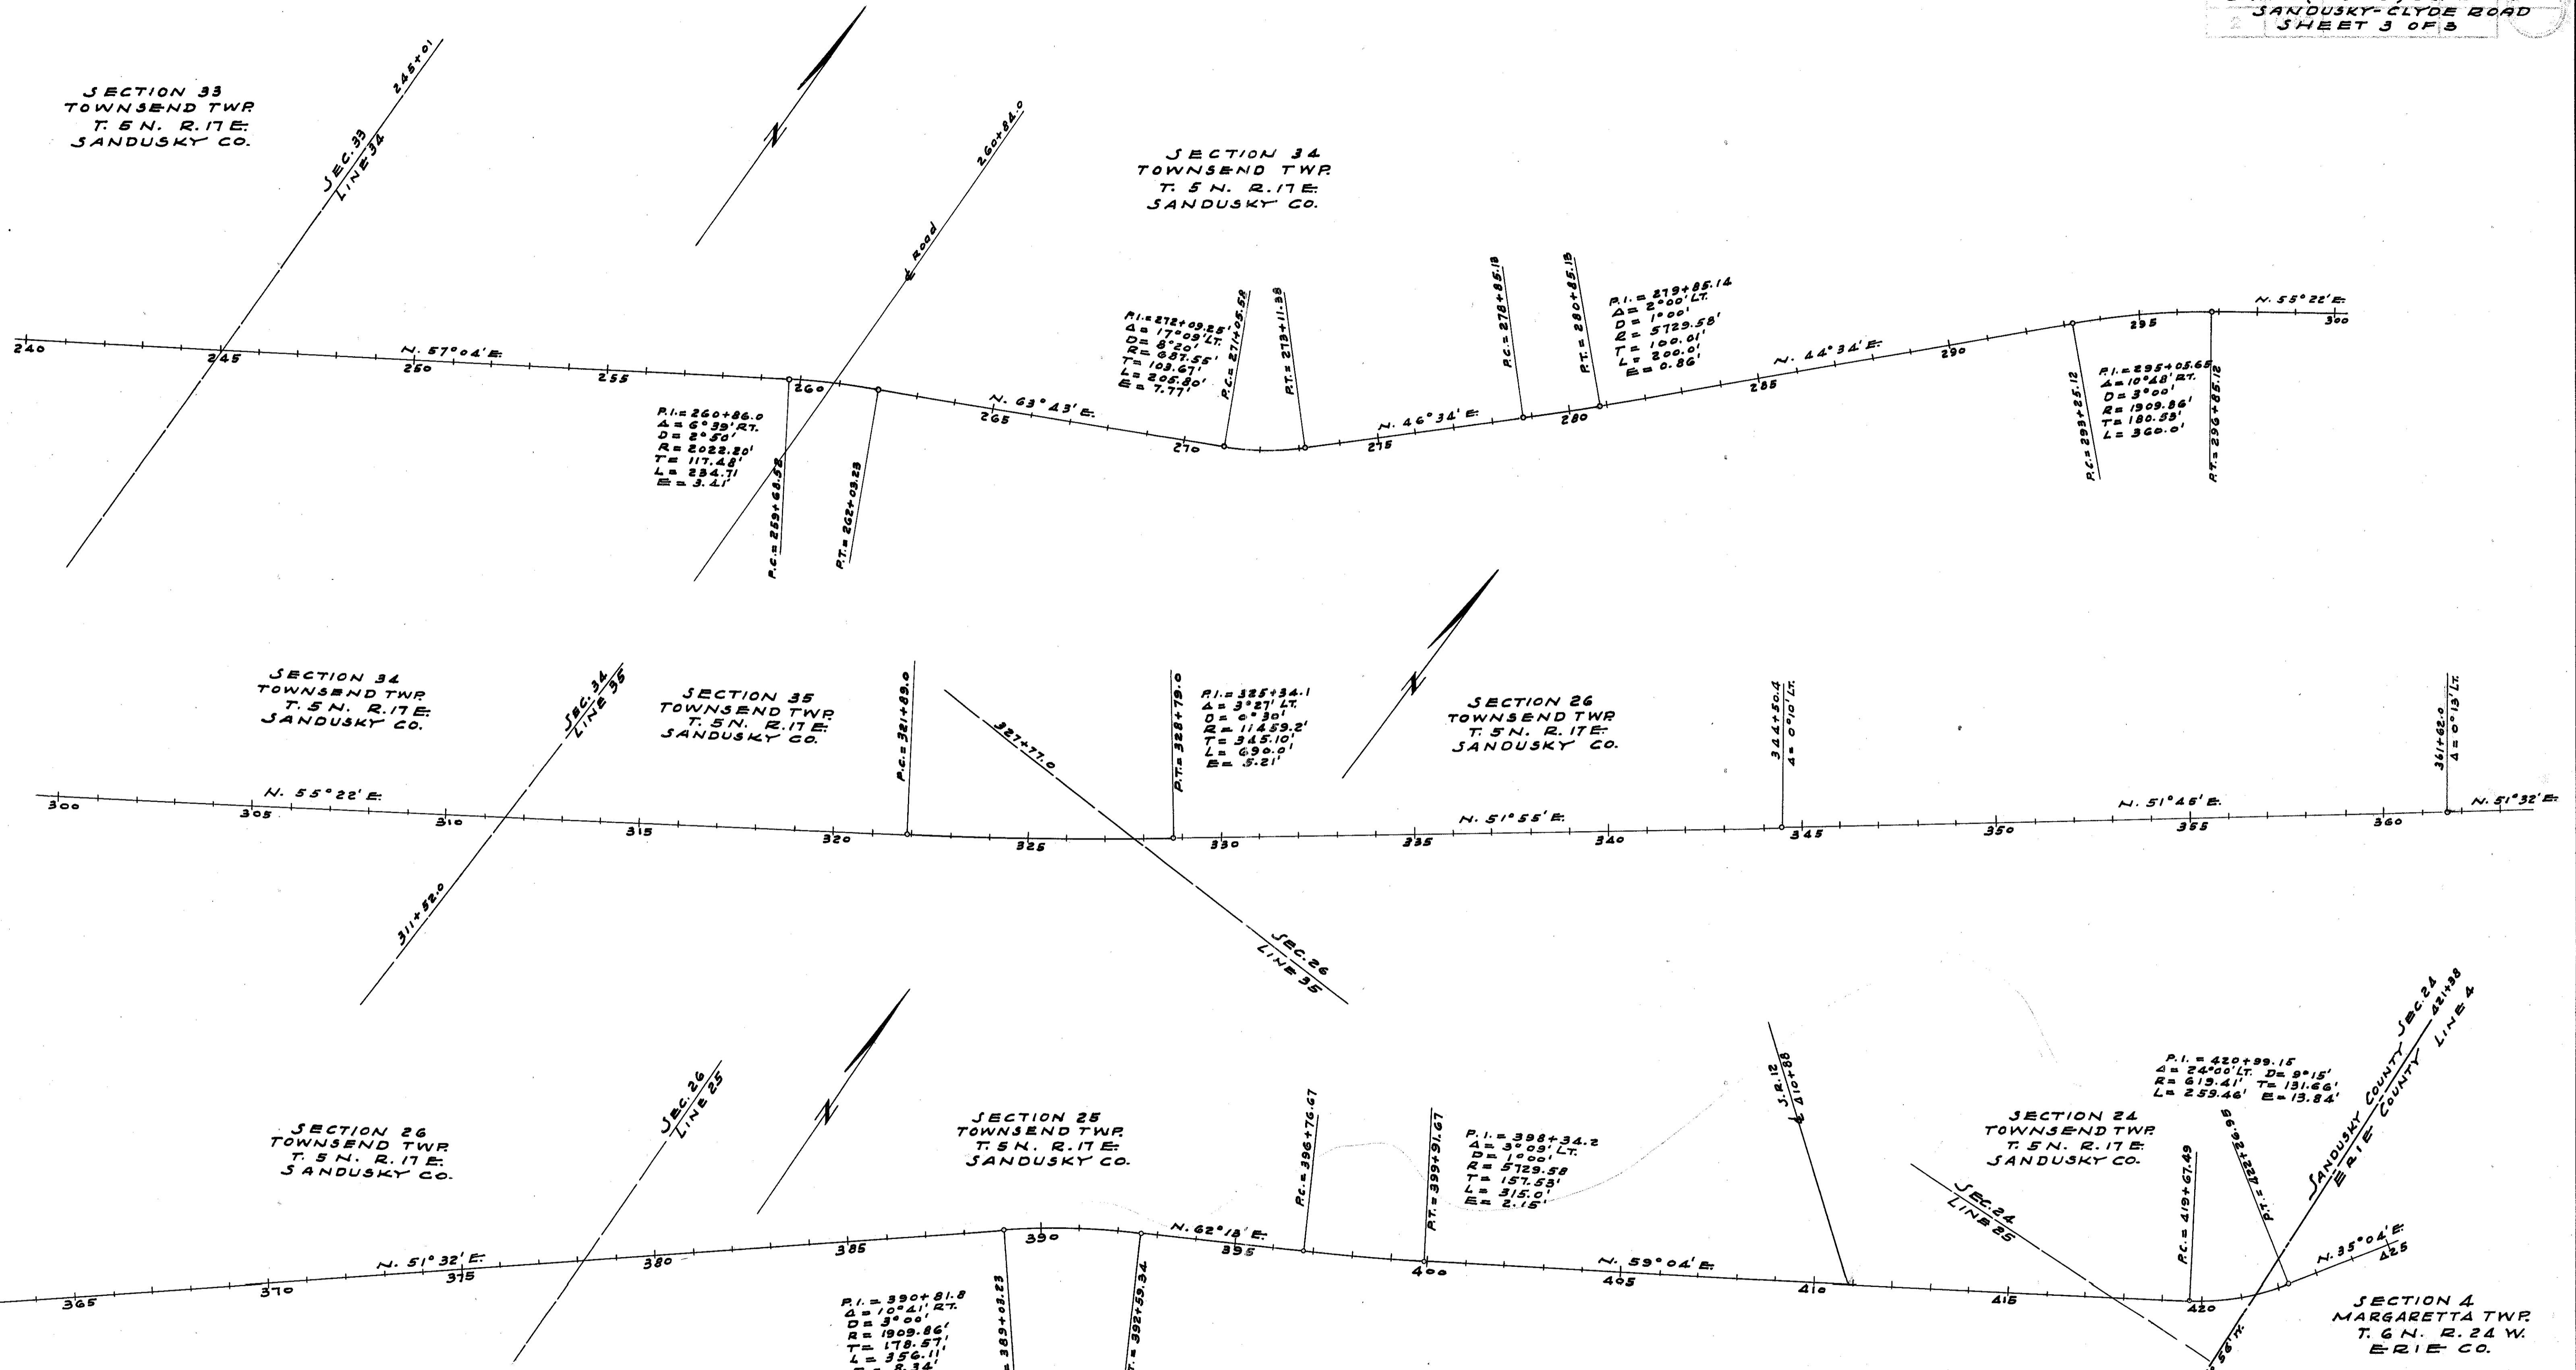 SANDUSKY-CLYDE ROAD
SHEET 3 OF 3
SECTION 33
TOWNSEND TWP.
T. 5 N. R. 17 E.
SANDUSKY CO.
245+01
SEC. 33
LINE 34
N
260+84.0
℄ Road
SECTION 34
TOWNSEND TWP.
T. 5 N. R. 17 E.
SANDUSKY CO.
240
245
N. 57°04' E.
250
255
260
P.I. = 260+86.0
Δ = 6°39' RT.
D = 2°50'
R = 2022.20'
T = 117.48'
L = 234.71
E = 3.41'
P.C. = 259+68.52
P.T. = 262+03.23
N. 63°43' E.
265
270
P.I. = 272+09.25'
Δ = 17°09' LT.
D = 8°20'
R = 687.55'
T = 103.67'
L = 205.80'
E = 7.77'
P.C. = 271+05.58
P.T. = 273+11.38
275
N. 46°34' E.
P.C. = 278+85.13
280
P.T. = 280+85.13
P.I. = 279+85.14
Δ = 2°00' LT.
D = 1°00'
R = 5729.58'
T = 100.01'
L = 200.0'
E = 0.86'
N. 44°34' E.
285
290
295
P.C. = 293+25.12
P.I. = 295+05.65
Δ = 10°48' RT.
D = 3°00'
R = 1909.86'
T = 180.53'
L = 360.0'
P.T. = 296+85.12
N. 55°22' E.
300
SECTION 34
TOWNSEND TWP.
T. 5 N. R. 17 E.
SANDUSKY CO.
SEC. 34
LINE 35
311+52.0
SECTION 35
TOWNSEND TWP.
T. 5 N. R. 17 E.
SANDUSKY CO.
300
N. 55°22' E.
305
310
315
320
P.C. = 321+89.0
325
327+77.0
P.T. = 328+79.0
P.I. = 325+34.1
Δ = 3°27' LT.
D = 0°30'
R = 11459.2'
T = 345.10'
L = 690.0'
E = 5.21'
SEC. 26
LINE 35
N
SECTION 26
TOWNSEND TWP.
T. 5 N. R. 17 E.
SANDUSKY CO.
330
335
N. 51°55' E.
340
344+50.4
Δ = 0°10' LT.
345
350
N. 51°45' E.
355
360
361+62.0
Δ = 0°13' LT.
N. 51°32' E.
SECTION 26
TOWNSEND TWP.
T. 5 N. R. 17 E.
SANDUSKY CO.
SEC. 26
LINE 25
N
SECTION 25
TOWNSEND TWP.
T. 5 N. R. 17 E.
SANDUSKY CO.
365
370
N. 51°32' E.
375
380
385
390
P.I. = 390+81.8
Δ = 10°41' RT.
D = 3°00'
R = 1909.86'
T = 178.57'
L = 356.11'
8.34'
= 389+03.23
T. = 392+59.34
N. 62°13' E.
395
P.C. = 396+76.67
P.T. = 399+91.67
P.I. = 398+34.2
Δ = 3°09' LT.
D = 1°00'
R = 5729.58
T = 157.53'
L = 315.0'
E = 2.15'
400
N. 59°04' E.
405
410
S.R. 12
℄ 410+88
415
SEC. 24
LINE 25
SECTION 24
TOWNSEND TWP.
T. 5 N. R. 17 E.
SANDUSKY CO.
P.C. = 419+67.49
420
P.I. = 420+99.15
Δ = 24°00' LT. D = 9°15'
R = 619.41' T = 131.66'
L = 259.46' E = 13.84'
P.T. = 422+26.95
SANDUSKY COUNTY SEC. 24
421+38
ERIE COUNTY LINE 4
N. 35°04' E.
425
SECTION 4
MARGARETTA TWP.
T. 6 N. R. 24 W.
ERIE CO.